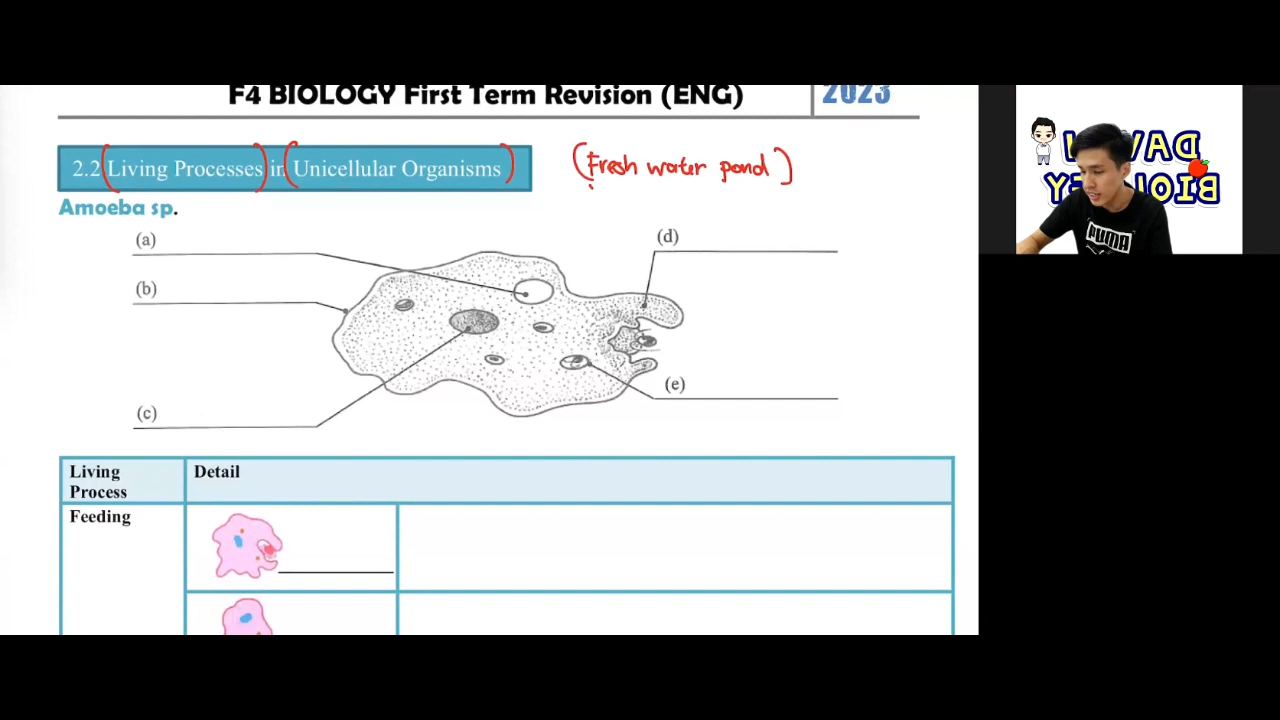 F4 BIOLOGY First Term Revision (ENG)
2023
2.2 Living Processes in Unicellular Organisms
(Fresh water pond)
Amoeba sp.
(a)
(d)
(b)
(e)
(c)
Living Process
Detail
Feeding
PUMA